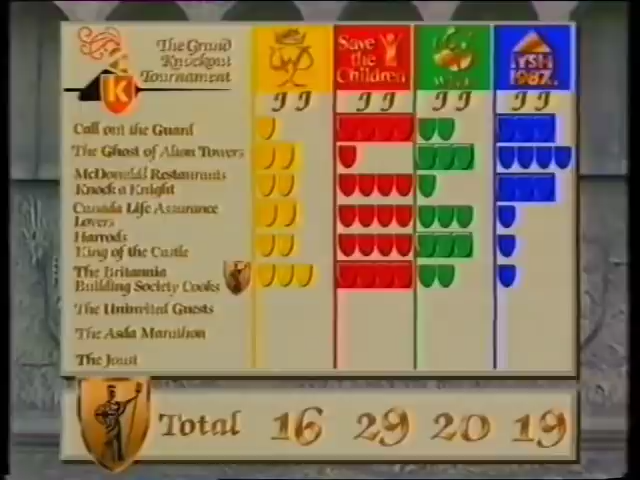 The Grand
Knockout
Tournament
K
Save
the
Children
WWF
IYSH
1987.
J J J J J J J J
Call out the Guard
The Ghost of Alton Towers
McDonald Restaurants
Knock a Knight
Canada Life Assurance
Lovers
Harrods
King of the Castle
The Britannia
Building Society Cooks
The Uninvited Guests
The Asda Marathon
The Joust
Total 16 29 20 19